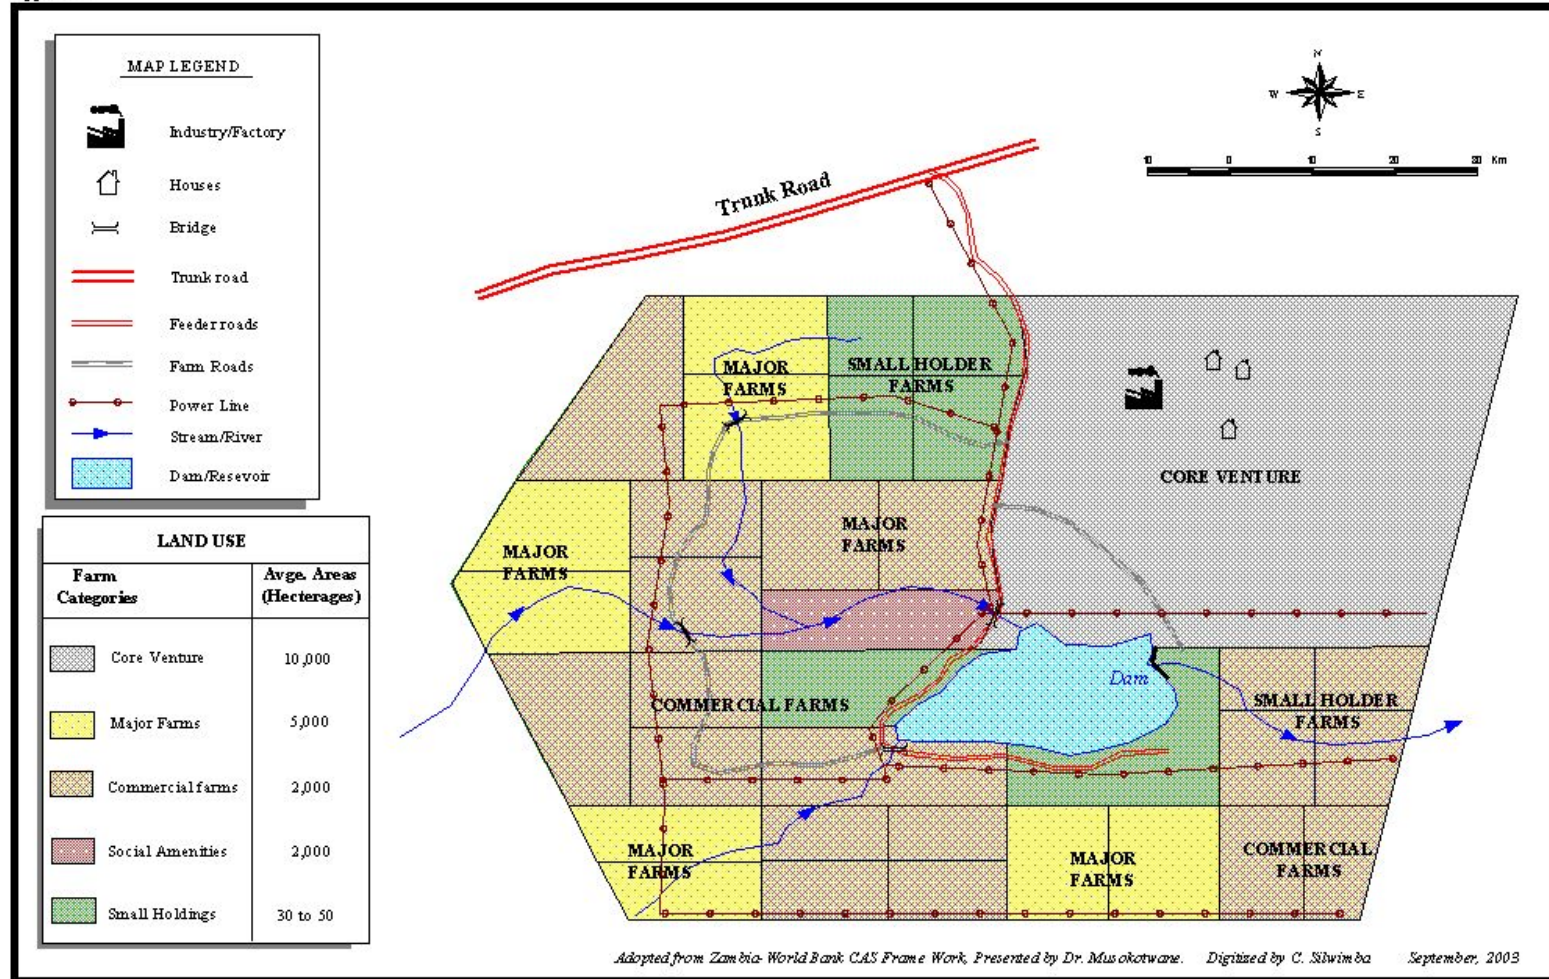 MAP LEGEND
Industry/Factory
Houses
Bridge
Trunk road
Feeder roads
Farm Roads
Power Line
Stream/River
Dam/Resevoir
LAND USE
Farm Categories
Avge. Areas (Hecterages)
Core Venture 10,000
Major Farms 5,000
Commercial farms 2,000
Social Amenities 2,000
Small Holdings 30 to 50
N
W E
S
10 0 10 20 30 Km
Trunk Road
MAJOR
FARMS
SMALL HOLDER
FARMS
CORE VENTURE
MAJOR
FARMS
MAJOR
FARMS
COMMERCIAL FARMS
Dam
SMALL HOLDER
FARMS
MAJOR
FARMS
MAJOR
FARMS
COMMERCIAL
FARMS
Adopted from Zambia-World Bank CAS Frame Work, Presented by Dr. Musokotwane. Digitized by C. Silwimba September, 2003